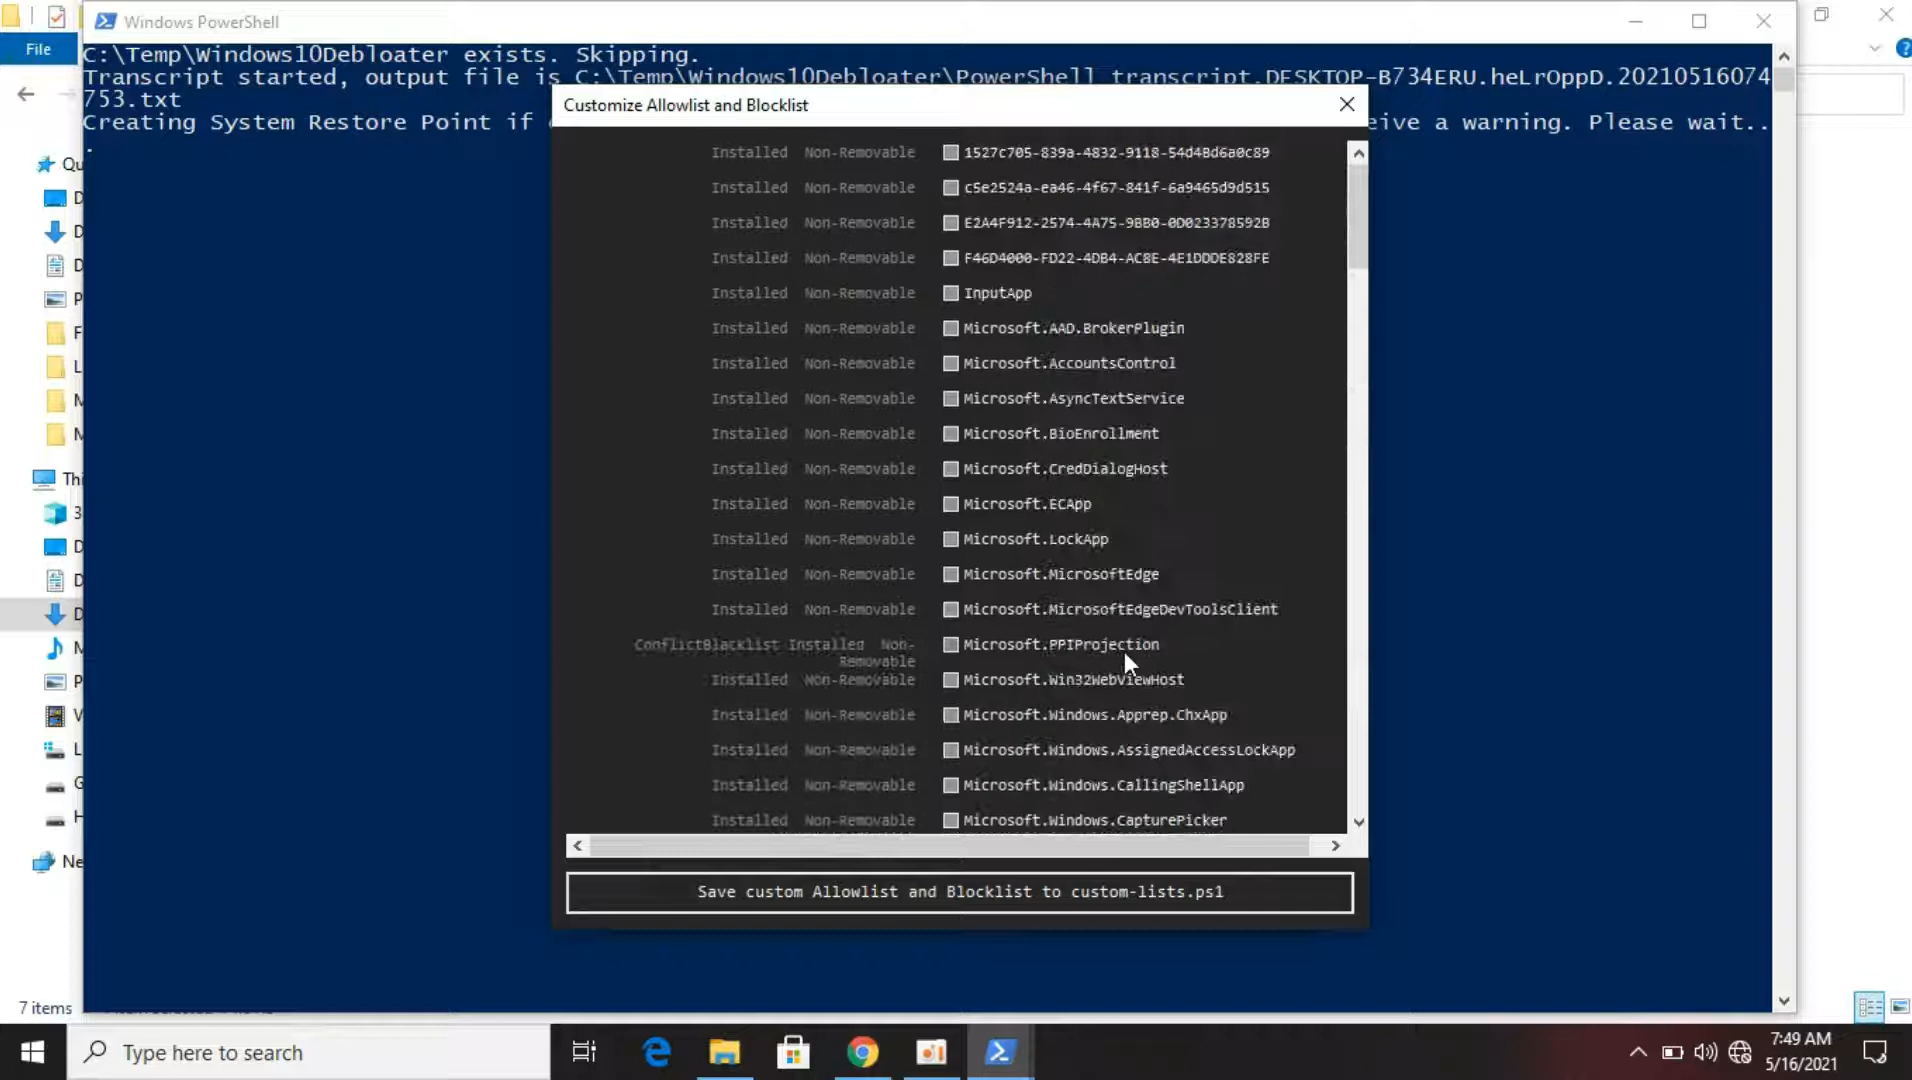 Windows PowerShell
File
C:\Temp\Windows10Debloater exists. Skipping.
Transcript started, output file is C:\Temp\Windows10Debloater\PowerShell_transcript.DESKTOP-B734ERU.heLrOppD.20210516074
753.txt
Creating System Restore Point if
eive a warning. Please wait..
.
Customize Allowlist and Blocklist
Installed Non-Removable 1527c705-839a-4832-9118-54d4Bd6a0c89
Installed Non-Removable c5e2524a-ea46-4f67-841f-6a9465d9d515
Installed Non-Removable E2A4F912-2574-4A75-9BB0-0D023378592B
Installed Non-Removable F46D4000-FD22-4DB4-AC8E-4E1DDDE828FE
Installed Non-Removable InputApp
Installed Non-Removable Microsoft.AAD.BrokerPlugin
Installed Non-Removable Microsoft.AccountsControl
Installed Non-Removable Microsoft.AsyncTextService
Installed Non-Removable Microsoft.BioEnrollment
Installed Non-Removable Microsoft.CredDialogHost
Installed Non-Removable Microsoft.ECApp
Installed Non-Removable Microsoft.LockApp
Installed Non-Removable Microsoft.MicrosoftEdge
Installed Non-Removable Microsoft.MicrosoftEdgeDevToolsClient
ConflictBlacklist Installed Non- Microsoft.PPIProjection
Removable
Installed Non-Removable Microsoft.Win32WebViewHost
Installed Non-Removable Microsoft.Windows.Apprep.ChxApp
Installed Non-Removable Microsoft.Windows.AssignedAccessLockApp
Installed Non-Removable Microsoft.Windows.CallingShellApp
Installed Non-Removable Microsoft.Windows.CapturePicker
Save custom Allowlist and Blocklist to custom-lists.ps1
Qu
D
D
D
P
F
L
M
M
Thi
3
D
D
D
M
P
V
L
G
H
Ne
7 items
Type here to search
7:49 AM
5/16/2021